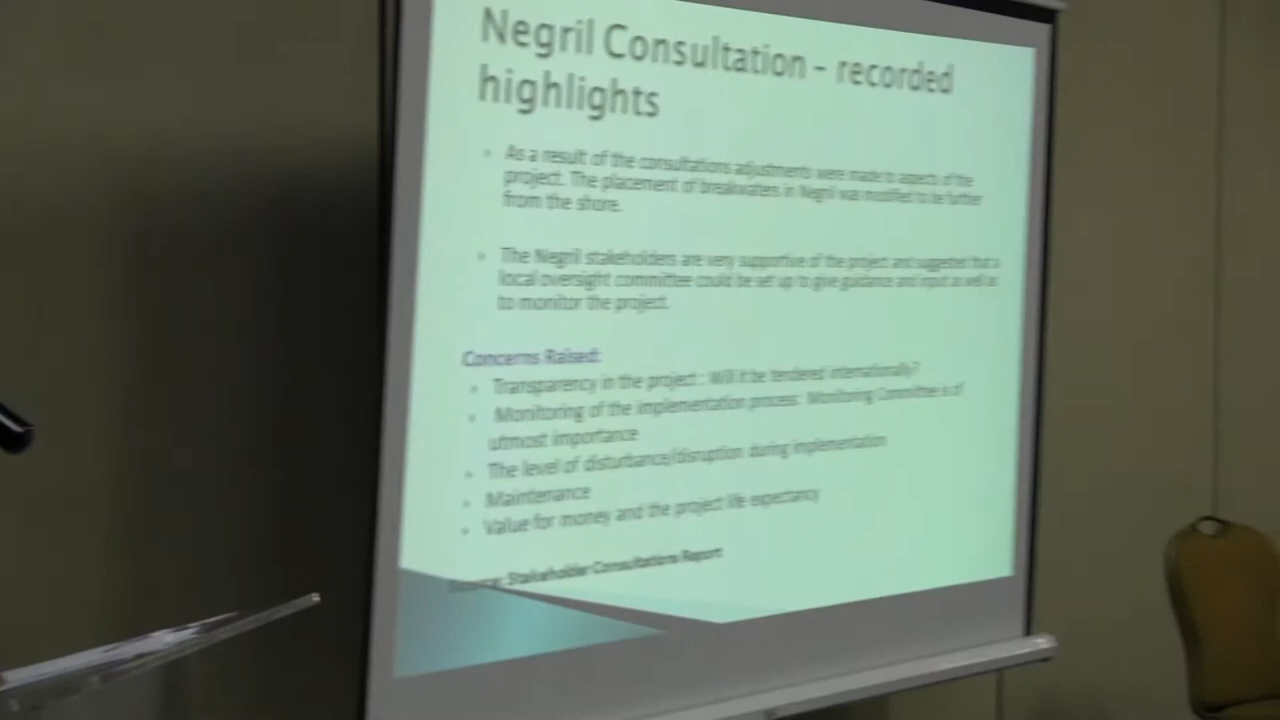 Negril Consultation – recorded
highlights
As a result of the consultations adjustments were made to aspects of the
project. The placement of breakwaters in Negril was modified to be further
from the shore.
The Negril stakeholders are very supportive of the project and suggested that a
local oversight committee could be set up to give guidance and input as well as
to monitor the project.
Concerns Raised:
Transparency in the project : Will it be tendered internationally?
Monitoring of the implementation process: Monitoring Committee is of
utmost importance
The level of disturbance/disruption during implementation
Maintenance
Value for money and the project life expectancy
Stakeholder Consultations Report